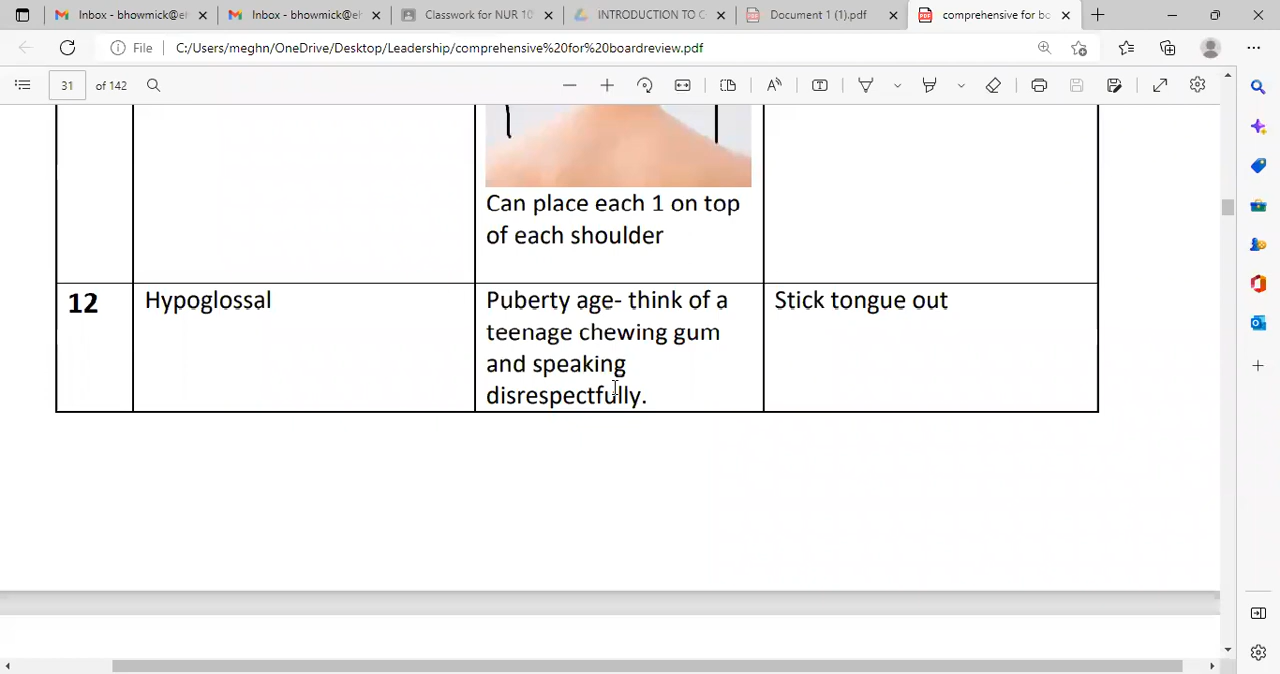 Inbox - bhowmick@e
Inbox - bhowmick@e
Classwork for NUR 10
INTRODUCTION TO C
Document 1 (1).pdf
comprehensive for bo
File
C:/Users/meghn/OneDrive/Desktop/Leadership/comprehensive%20for%20boardreview.pdf
31 of 142
Can place each 1 on top
of each shoulder
12
Hypoglossal
Puberty age- think of a
teenage chewing gum
and speaking
disrespectfully.
Stick tongue out